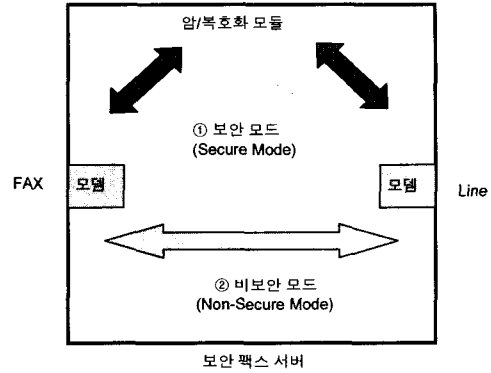 암/복호화 모듈
① 보안 모드
(Secure Mode)
FAX
모뎀
모뎀
Line
② 비보안 모드
(Non-Secure Mode)
보안 팩스 서버